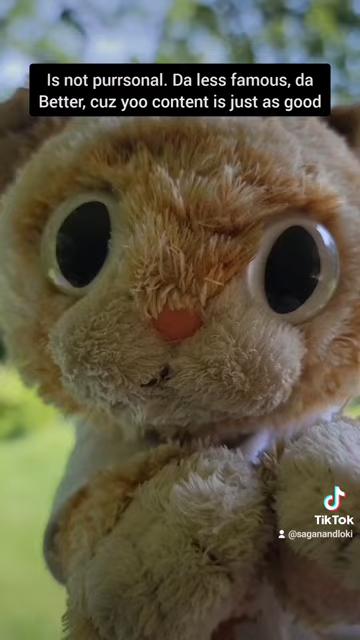 Is not purrsonal. Da less famous, da
Better, cuz yoo content is just as good
TikTok
@saganandloki